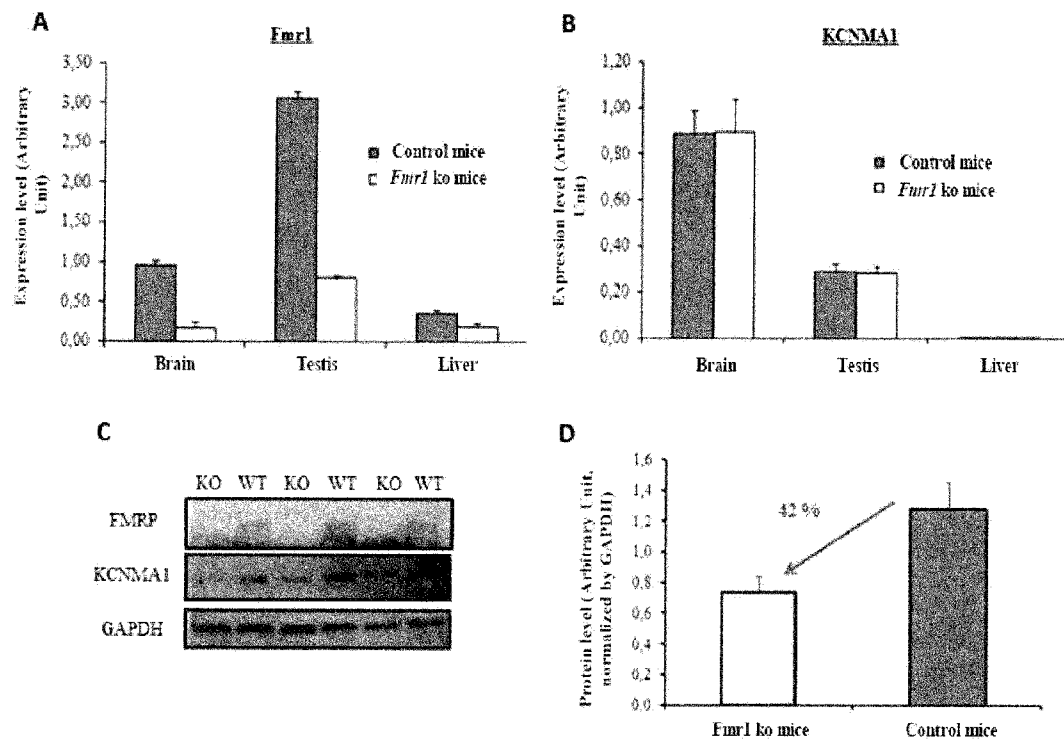 A
Fmr1
Expression level (Arbitrary Unit)
3,50
3,00
2,50
2,00
1,50
1,00
0,50
0,00
Control mice
Fmr1 ko mice
Brain
Testis
Liver
B
KCNMA1
Expression level (Arbitrary Unit)
1,20
1,00
0,80
0,60
0,40
0,20
0,00
Control mice
Fmr1 ko mice
Brain
Testis
Liver
C
KO WT KO WT KO WT
FMRP
KCNMA1
GAPDH
D
Protein level (Arbitrary Unit, normalized by GAPDH)
1,6
1,4
1,2
1,0
0,8
0,6
0,4
0,2
0,0
42 %
Fmr1 ko mice
Control mice